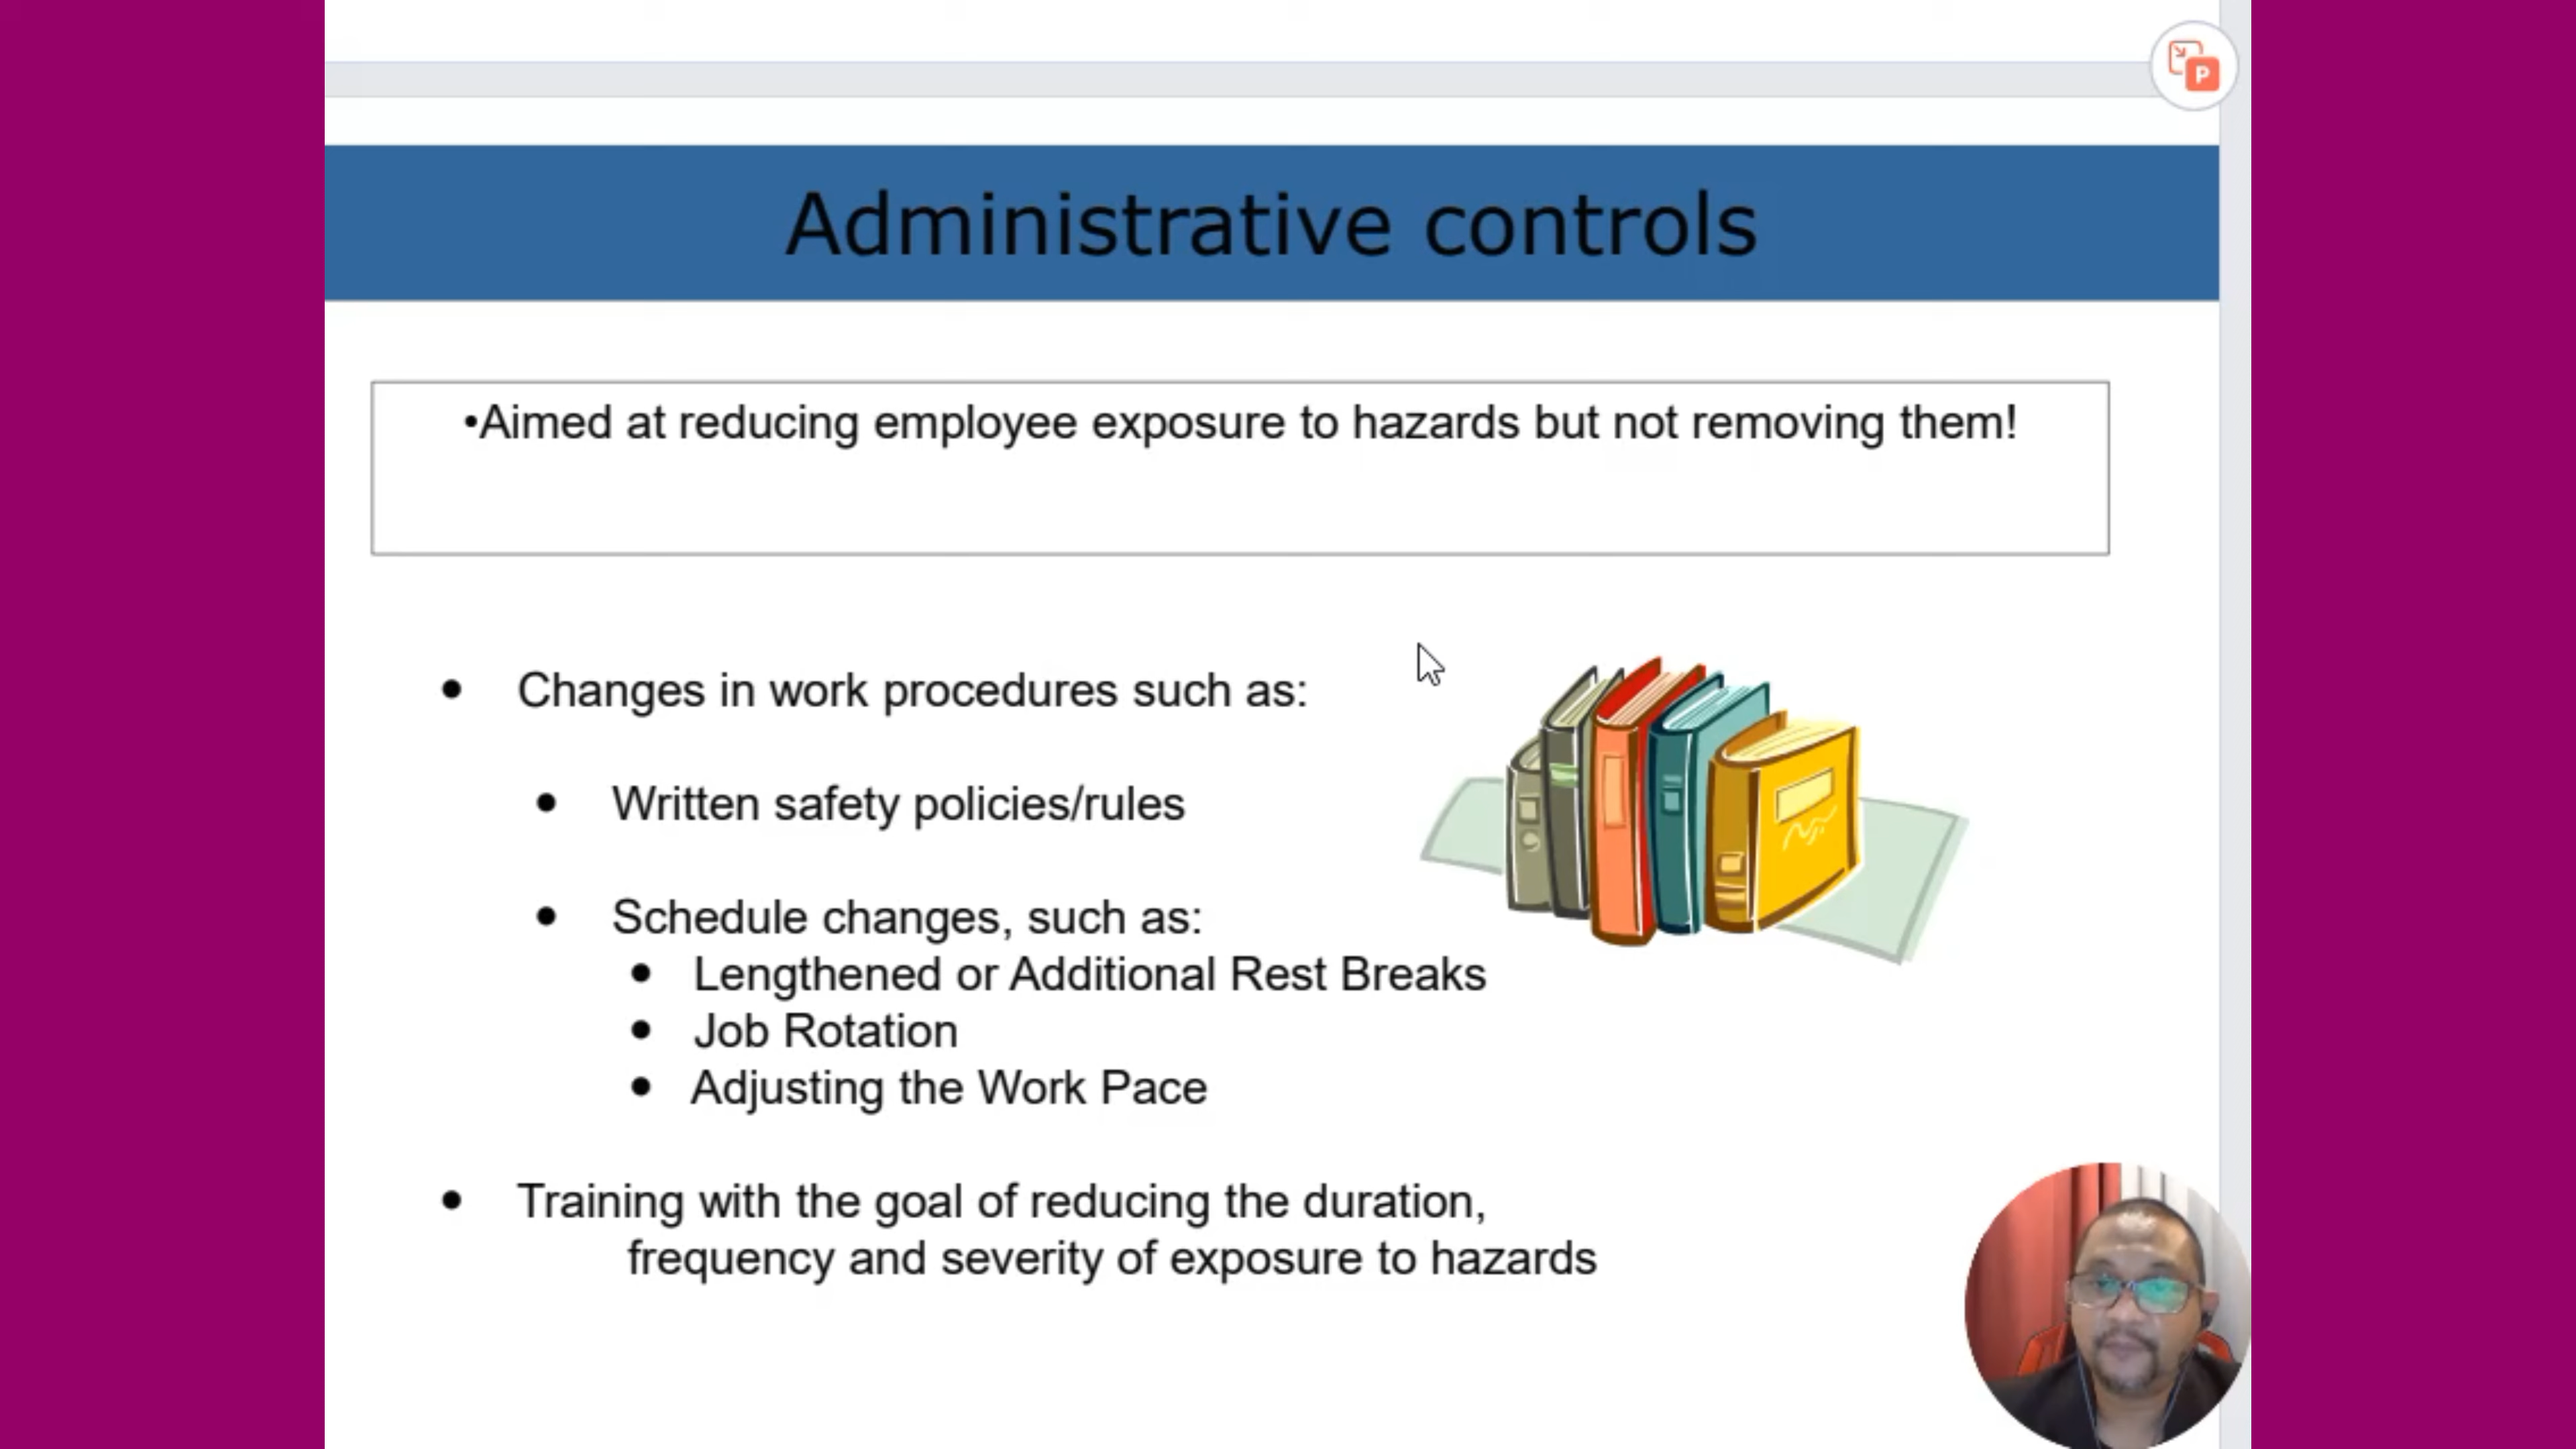 P
Administrative controls
•Aimed at reducing employee exposure to hazards but not removing them!
• Changes in work procedures such as:
• Written safety policies/rules
• Schedule changes, such as:
• Lengthened or Additional Rest Breaks
• Job Rotation
• Adjusting the Work Pace
• Training with the goal of reducing the duration,
frequency and severity of exposure to hazards